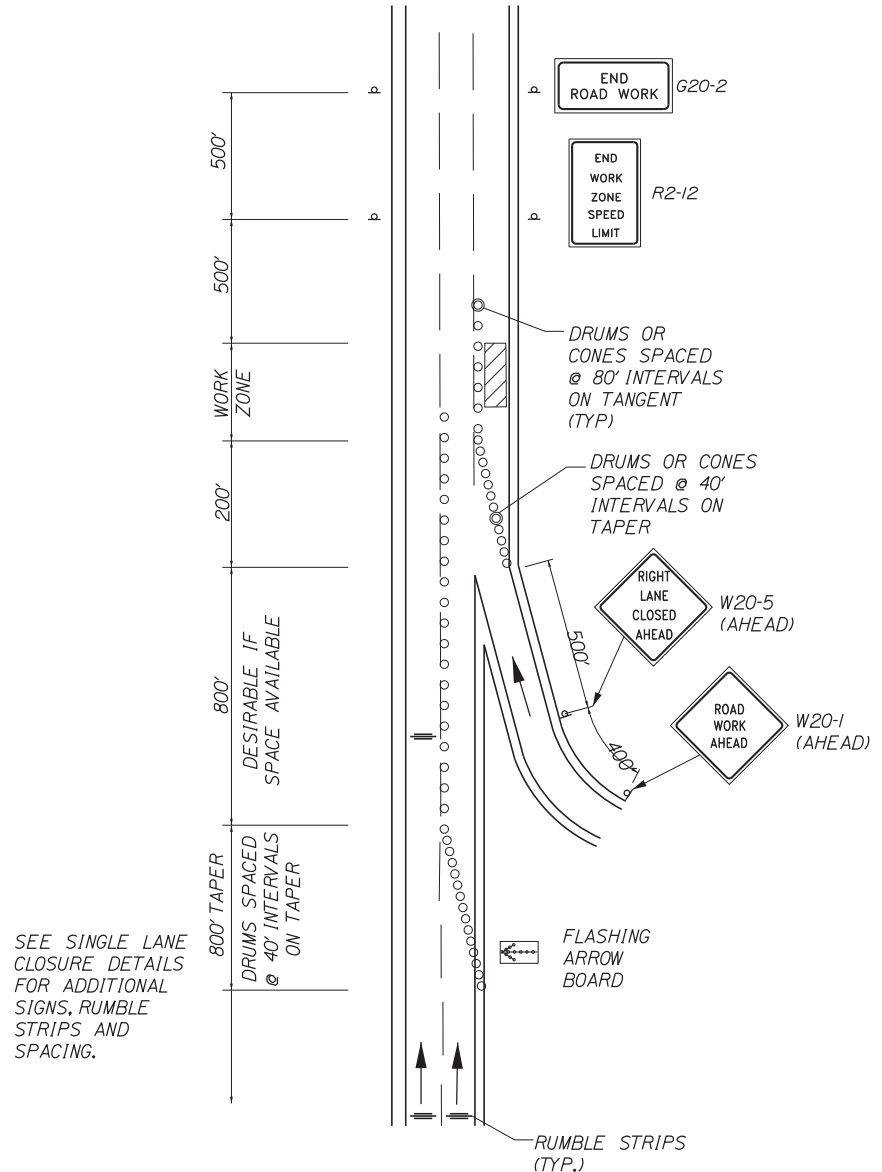 END
ROAD WORK
G20-2
500'
END
WORK
ZONE
SPEED
LIMIT
R2-12
500'
DRUMS OR
CONES SPACED
@ 80' INTERVALS
ON TANGENT
(TYP)
WORK
ZONE
DRUMS OR CONES
SPACED @ 40'
INTERVALS ON
TAPER
200'
RIGHT
LANE
CLOSED
AHEAD
W20-5
(AHEAD)
500'
800'
DESIRABLE IF
SPACE AVAILABLE
ROAD
WORK
AHEAD
W20-1
(AHEAD)
400'
800' TAPER
DRUMS SPACED
@ 40' INTERVALS
ON TAPER
FLASHING
ARROW
BOARD
SEE SINGLE LANE
CLOSURE DETAILS
FOR ADDITIONAL
SIGNS, RUMBLE
STRIPS AND
SPACING.
RUMBLE STRIPS
(TYP.)